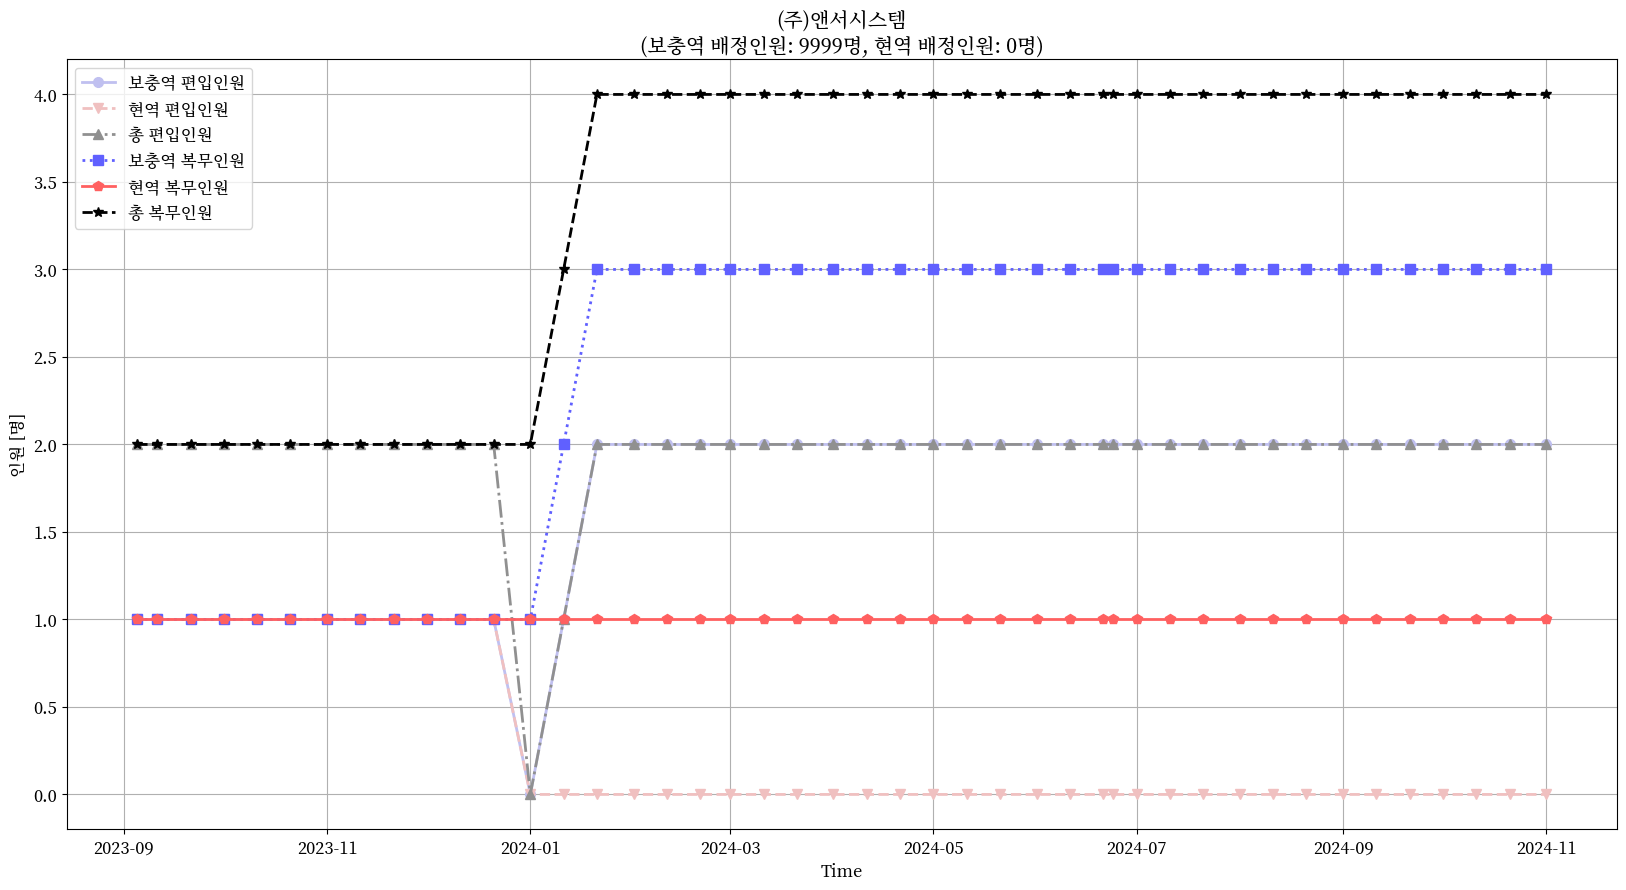 (주)앤서시스템
(보충역 배정인원: 9999명, 현역 배정인원: 0명)
보충역 편입인원
현역 편입인원
총 편입인원
보충역 복무인원
현역 복무인원
총 복무인원
4.0
3.5
3.0
2.5
2.0
1.5
1.0
0.5
0.0
인원 [명]
2023-09 2023-11 2024-01 2024-03 2024-05 2024-07 2024-09 2024-11
Time